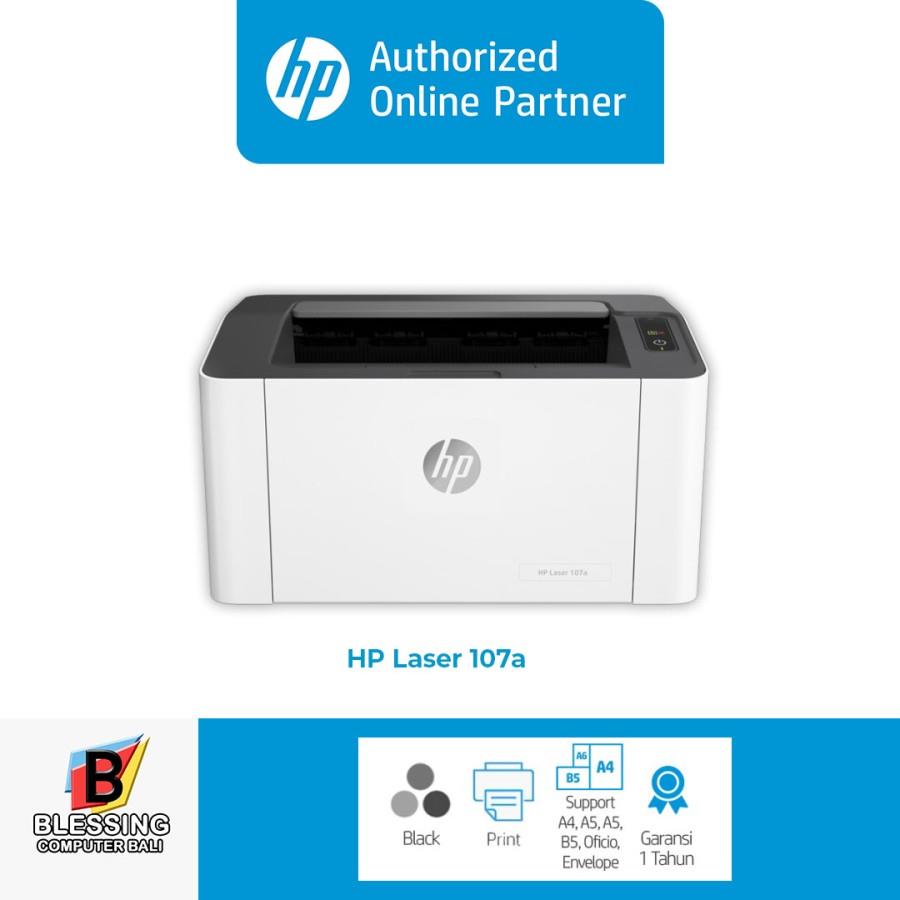 hp
Authorized
Online Partner
hp
HP Laser 107a
HP Laser 107a
B
BLESSING
COMPUTER BALI
Black
Print
A6
B5
A4
Support
A4, A5, A5,
B5, Oficio,
Envelope
Garansi
1 Tahun